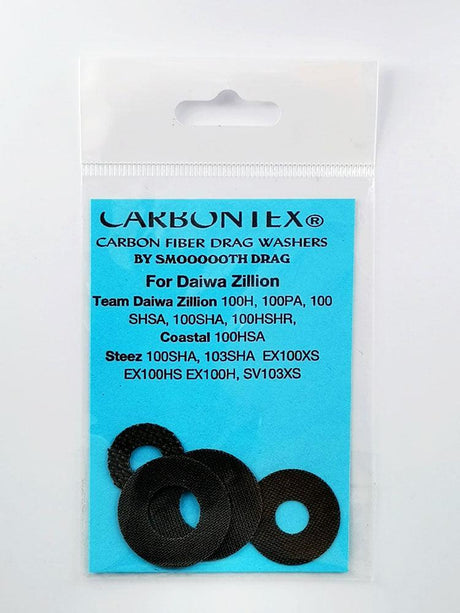 CARBONTEX®
CARBON FIBER DRAG WASHERS
BY SMOOOOOTH DRAG
For Daiwa Zillion
Team Daiwa Zillion 100H, 100PA, 100
SHSA, 100SHA, 100HSHR,
Coastal 100HSA
Steez 100SHA, 103SHA EX100XS
EX100HS EX100H, SV103XS